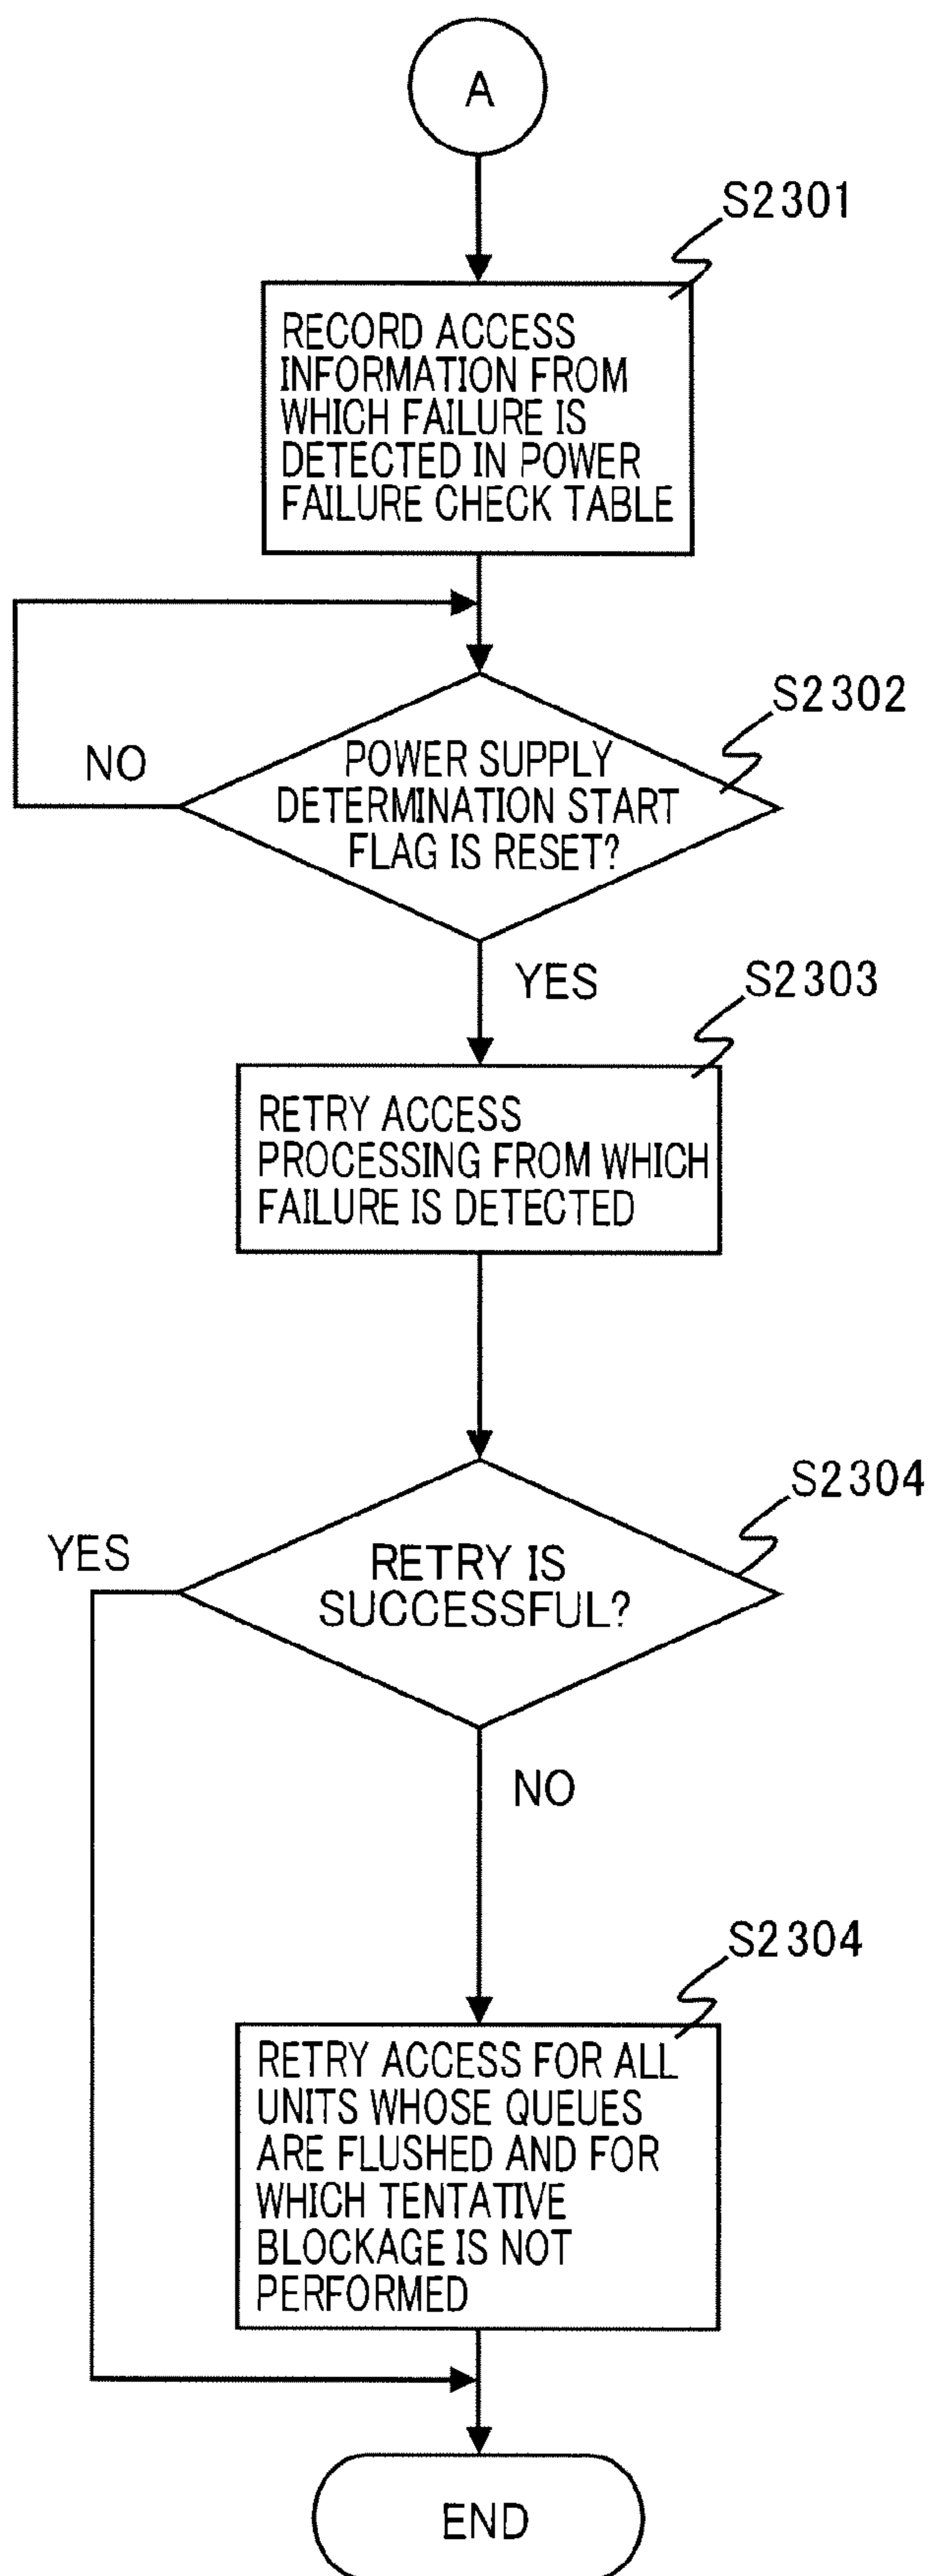 A
S2301
RECORD ACCESS
INFORMATION FROM
WHICH FAILURE IS
DETECTED IN POWER
FAILURE CHECK TABLE
S2302
NO
POWER SUPPLY
DETERMINATION START
FLAG IS RESET?
YES
S2303
RETRY ACCESS
PROCESSING FROM WHICH
FAILURE IS DETECTED
S2304
YES
RETRY IS
SUCCESSFUL?
NO
S2304
RETRY ACCESS FOR ALL
UNITS WHOSE QUEUES
ARE FLUSHED AND FOR
WHICH TENTATIVE
BLOCKAGE IS NOT
PERFORMED
END